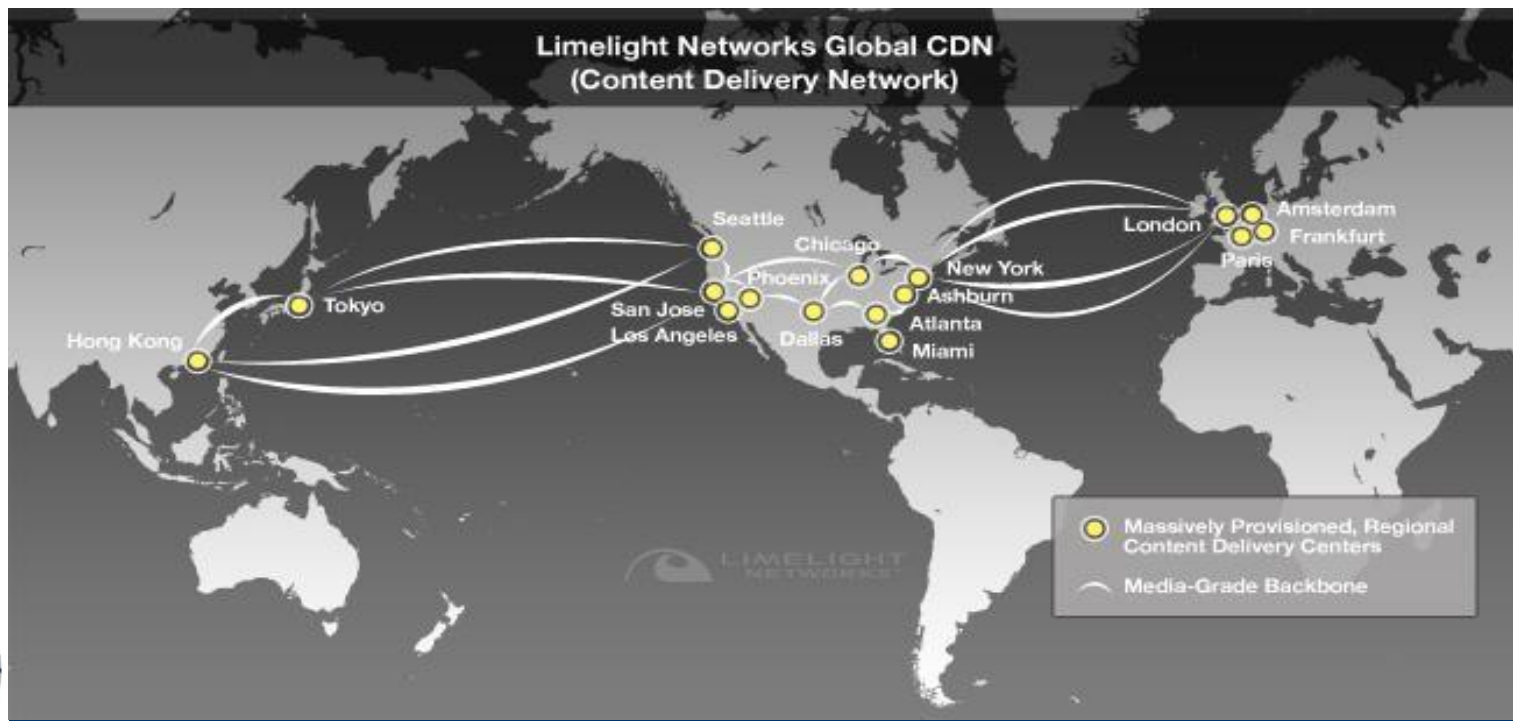 Limelight Networks Global CDN
(Content Delivery Network)
Seattle
Chicago
London
Amsterdam
Frankfurt
Paris
Phoenix
New York
Ashburn
San Jose
Los Angeles
Dallas
Atlanta
Miami
Tokyo
Hong Kong
Massively Provisioned, Regional
Content Delivery Centers
Media-Grade Backbone
LIMELIGHT
NETWORKS